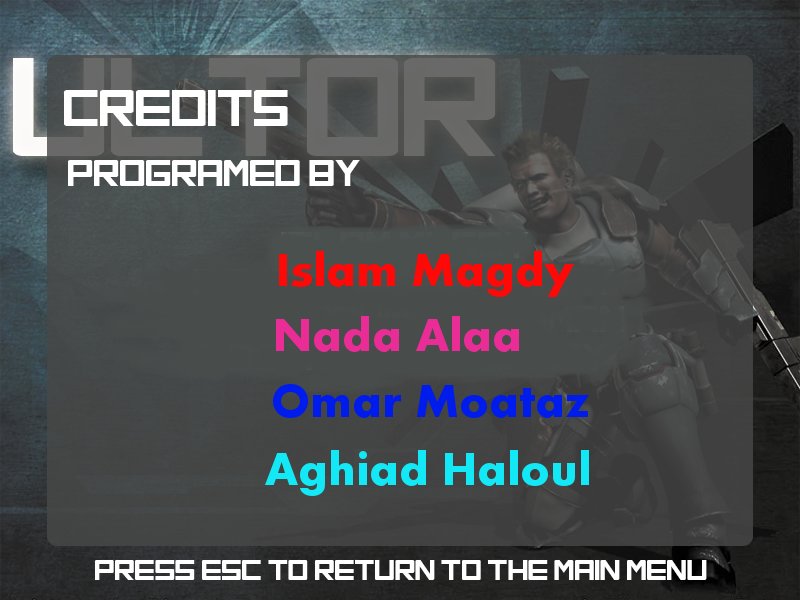 ULTOR
CREDITS
PROGRAMED BY
Islam Magdy
Nada Alaa
Omar Moataz
Aghiad Haloul
PRESS ESC TO RETURN TO THE MAIN MENU